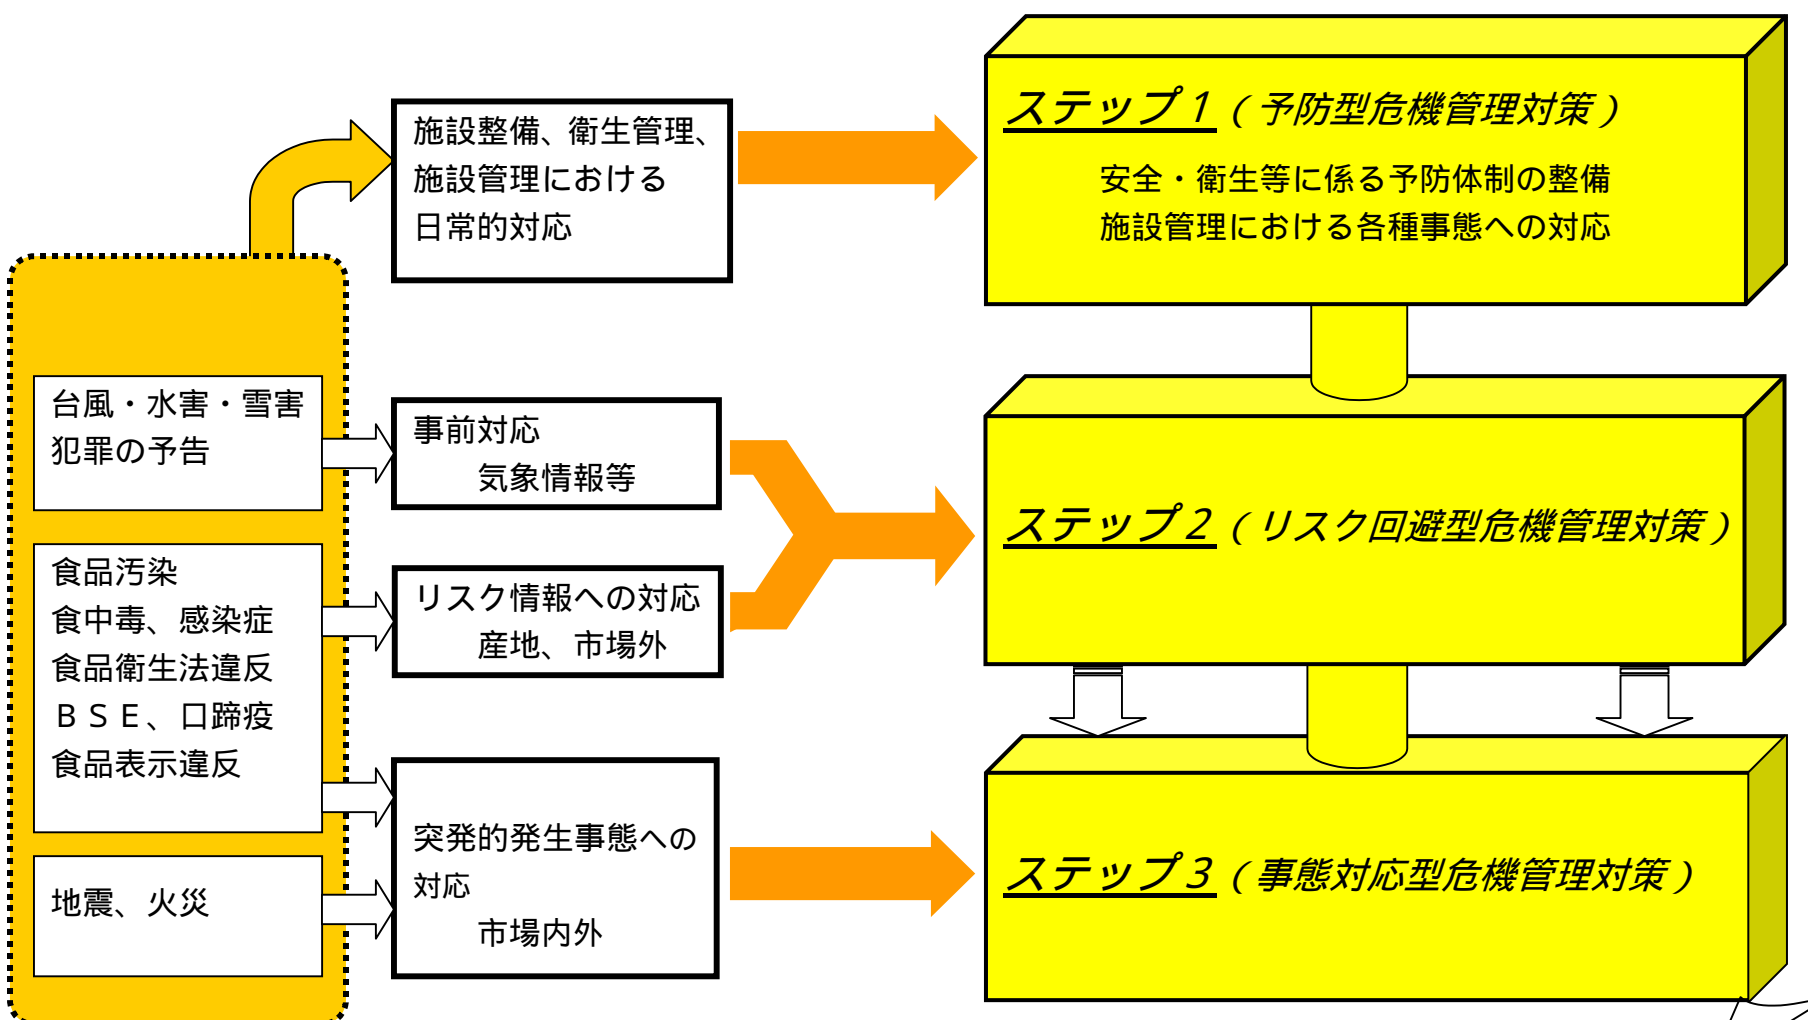 施設整備、衛生管理、
施設管理における
日常的対応
ステップ1（予防型危機管理対策）
安全・衛生等に係る予防体制の整備
施設管理における各種事態への対応
台風・水害・雪害
犯罪の予告
事前対応
気象情報等
ステップ2（リスク回避型危機管理対策）
食品汚染
食中毒、感染症
食品衛生法違反
ＢＳＥ、口蹄疫
食品表示違反
リスク情報への対応
産地、市場外
地震、火災
突発的発生事態への
対応
市場内外
ステップ3（事態対応型危機管理対策）